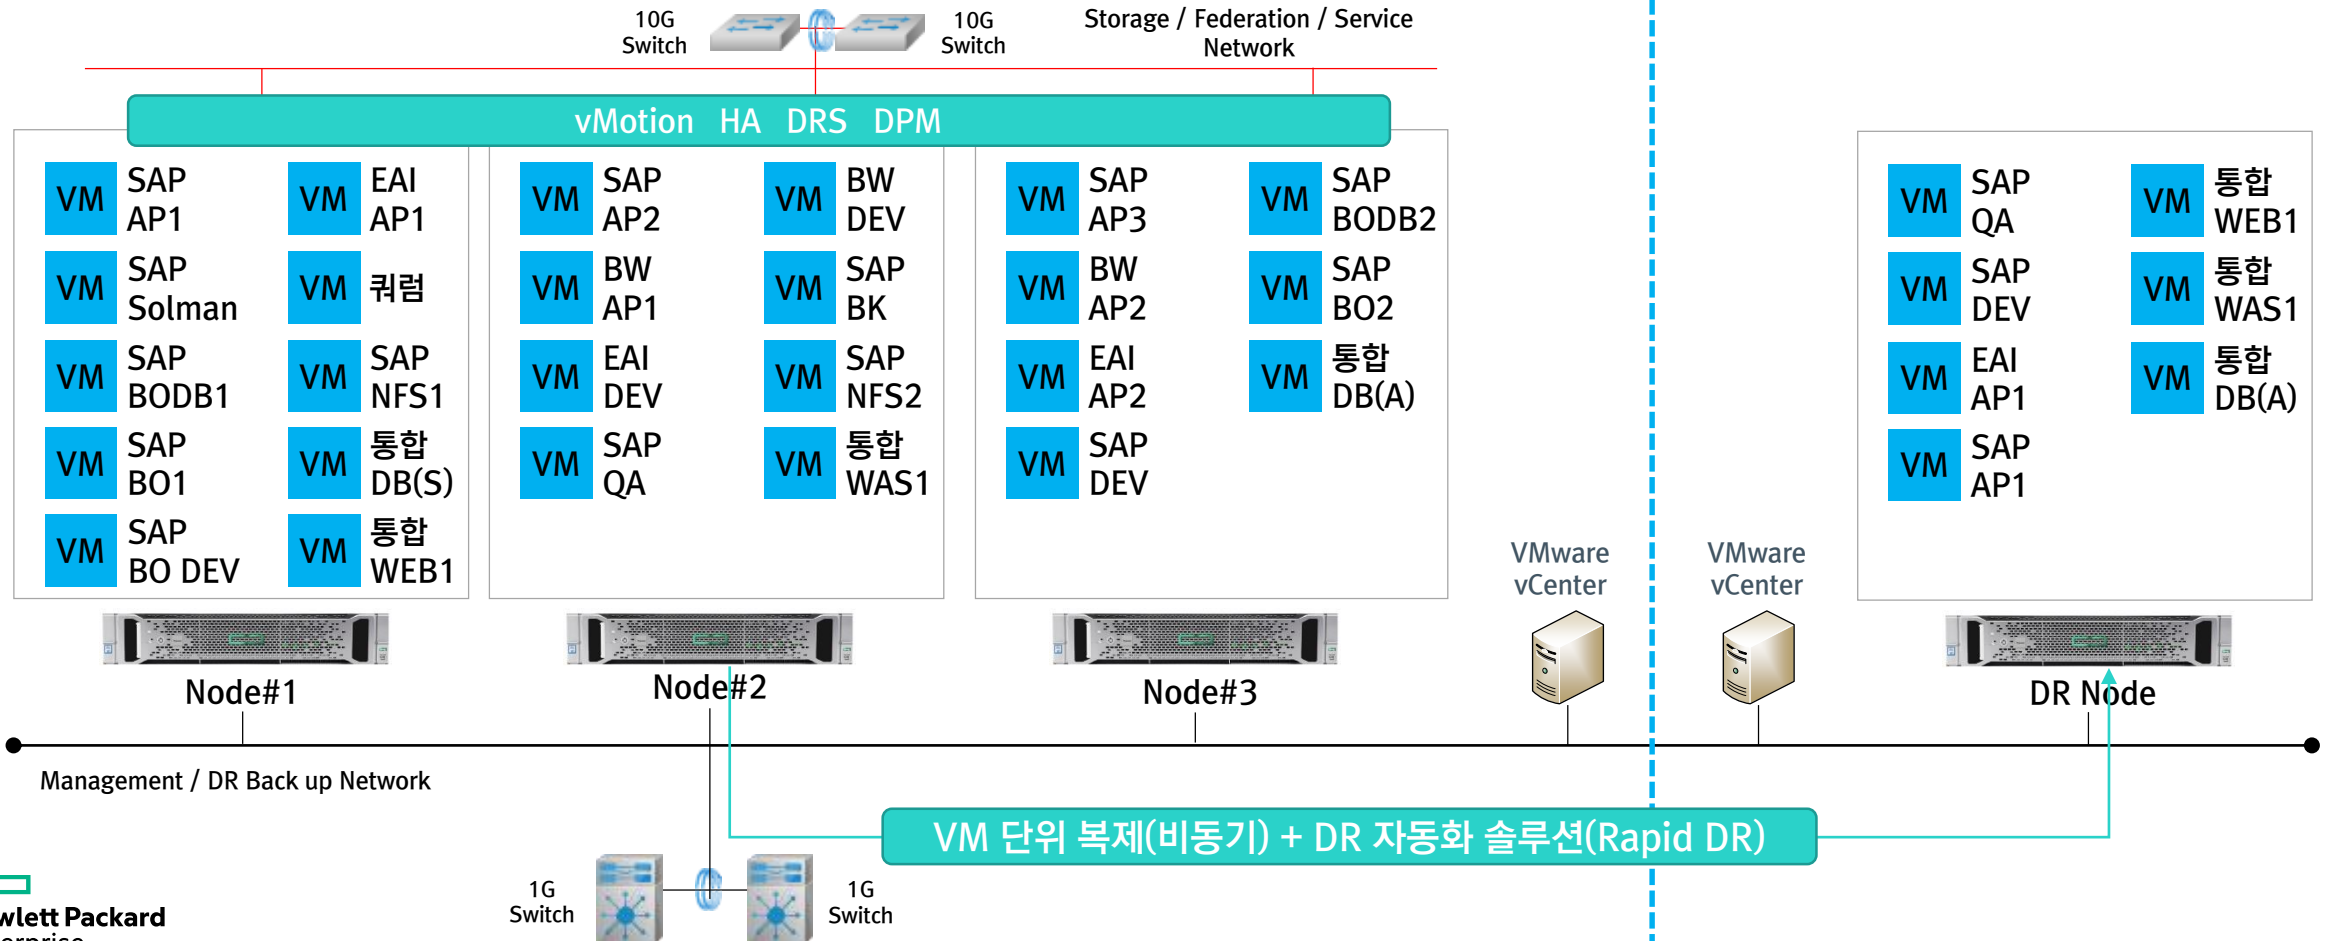 10G
Switch
10G
Switch
Storage / Federation / Service
Network
vMotion HA DRS DPM
VM
SAP
AP1
VM
EAI
AP1
VM
SAP
Solman
VM
쿼럼
VM
SAP
BODB1
VM
SAP
NFS1
VM
SAP
BO1
VM
통합
DB(S)
VM
SAP
BO DEV
VM
통합
WEB1
VM
SAP
AP2
VM
BW
DEV
VM
BW
AP1
VM
SAP
BK
VM
EAI
DEV
VM
SAP
NFS2
VM
SAP
QA
VM
통합
WAS1
VM
SAP
AP3
VM
SAP
BODB2
VM
BW
AP2
VM
SAP
BO2
VM
EAI
AP2
VM
통합
DB(A)
VM
SAP
DEV
VM
SAP
QA
VM
통합
WEB1
VM
SAP
DEV
VM
통합
WAS1
VM
EAI
AP1
VM
통합
DB(A)
VM
SAP
AP1
VMware
vCenter
VMware
vCenter
Node#1
Node#2
Node#3
DR Node
Management / DR Back up Network
VM 단위 복제(비동기) + DR 자동화 솔루션(Rapid DR)
1G
Switch
1G
Switch
wlett Packard
erprise